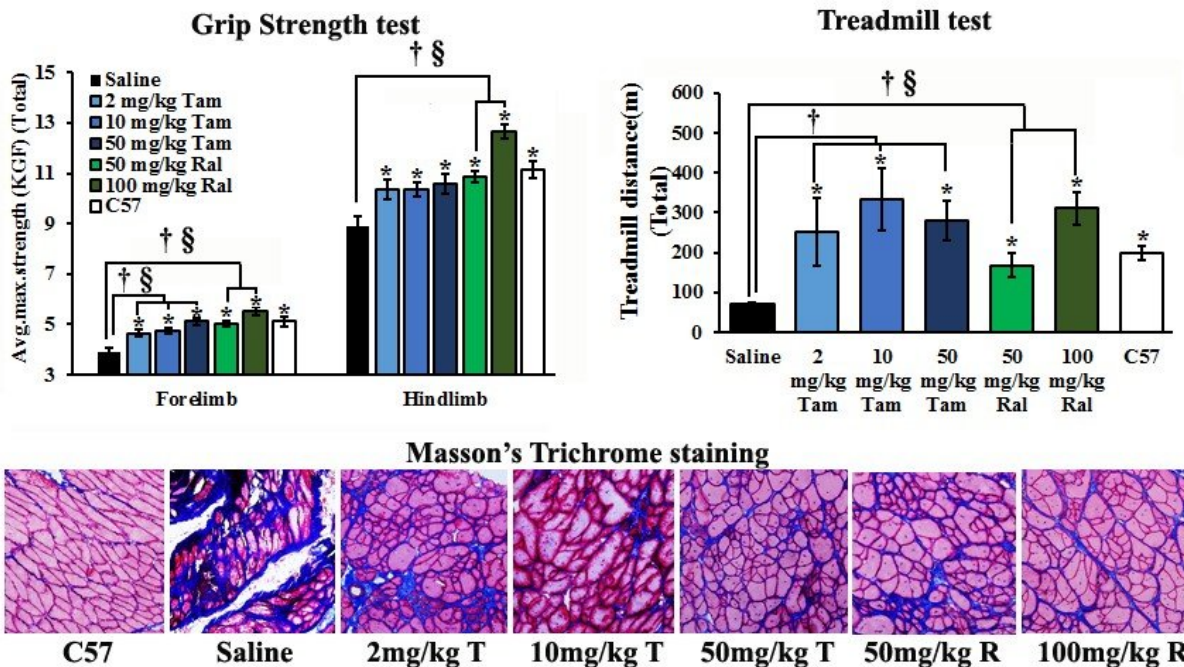 Grip Strength test
† §
Avg.max.strength (KGF) (Total)
15
13
11
9
7
5
3
Saline
2 mg/kg Tam
10 mg/kg Tam
50 mg/kg Tam
50 mg/kg Ral
100 mg/kg Ral
C57
† §
† §
* * * * * *
* * * * * *
Forelimb
Hindlimb
Treadmill test
† §
†
Treadmill distance(m)
(Total)
600
500
400
300
200
100
0
* * * * * *
Saline
2
mg/kg
Tam
10
mg/kg
Tam
50
mg/kg
Tam
50
mg/kg
Ral
100
mg/kg
Ral
C57
Masson's Trichrome staining
C57
Saline
2mg/kg T
10mg/kg T
50mg/kg T
50mg/kg R
100mg/kg R